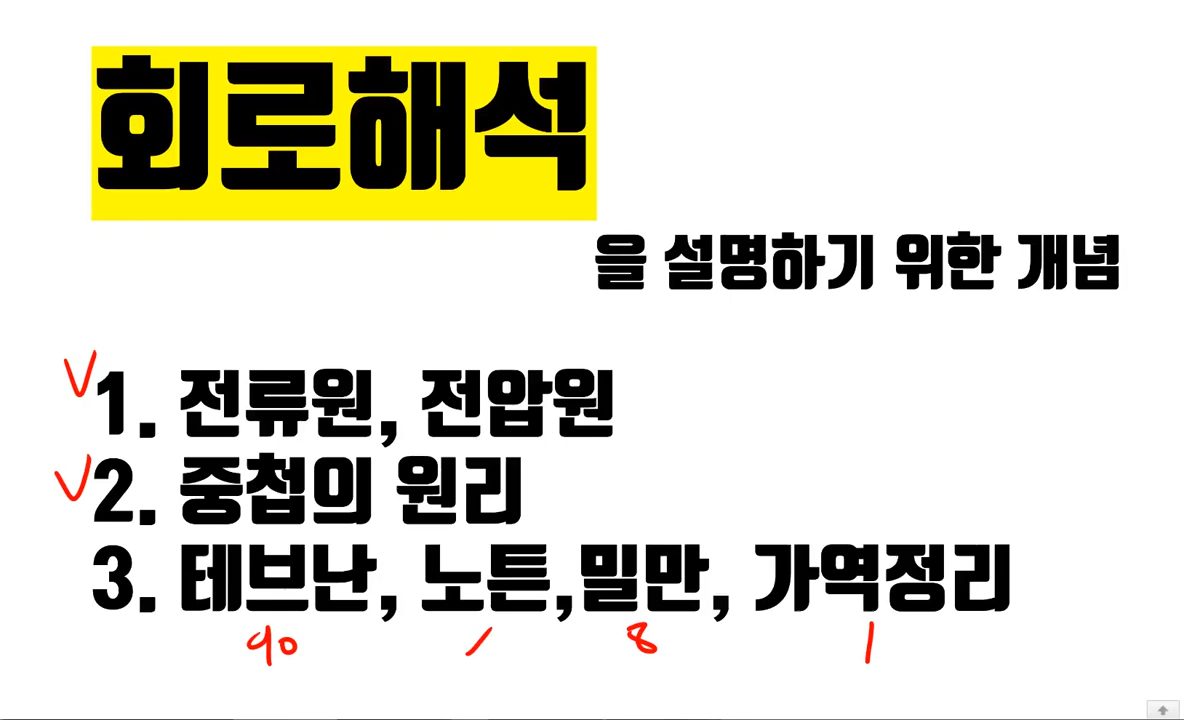 회로해석
을 설명하기 위한 개념
V 1. 전류원, 전압원
V 2. 중첩의 원리
3. 테브난, 노튼,밀만, 가역정리
90 / 8 1